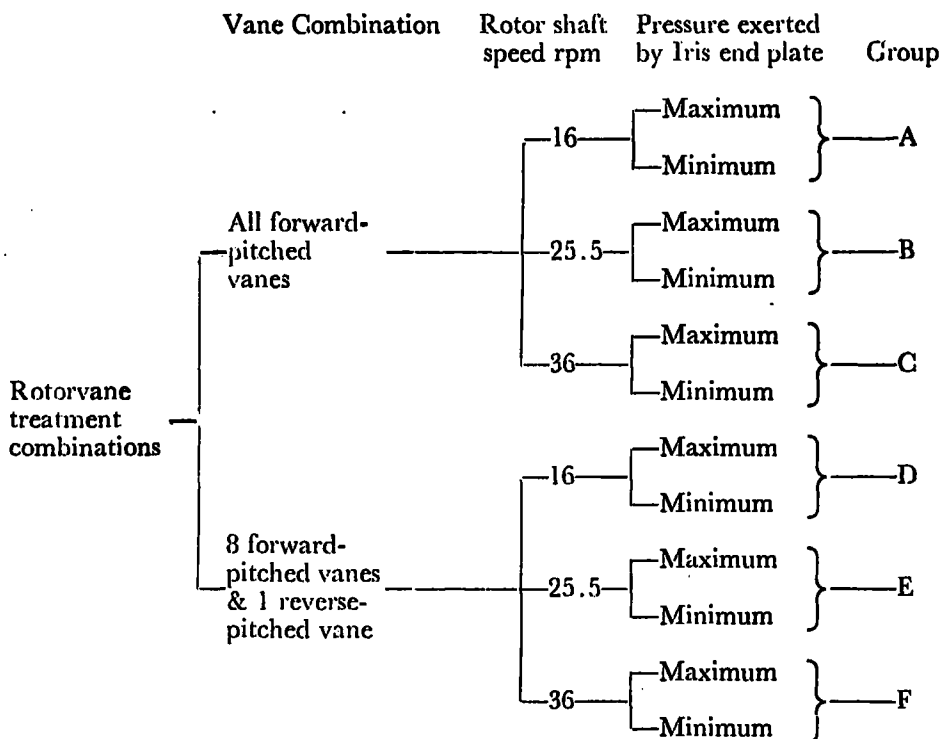 Vane Combination Rotor shaft speed rpm Pressure exerted by Iris end plate Group
Maximum
16 A
Minimum
All forward-pitched vanes
Maximum
25.5 B
Minimum
Maximum
36 C
Minimum
Rotorvane
treatment
combinations
Maximum
16 D
Minimum
8 forward-
pitched vanes
& 1 reverse-
pitched vane
Maximum
25.5 E
Minimum
Maximum
36 F
Minimum